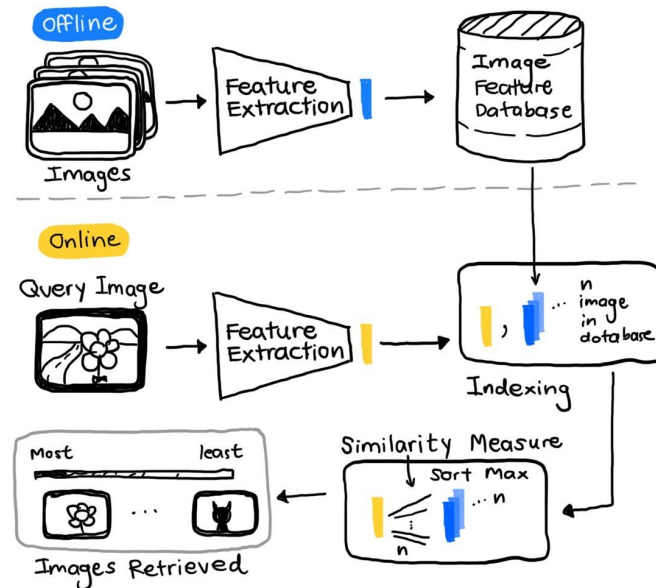 Offline
Feature
Extraction
Image
Feature
Database
Images
Online
Query Image
Feature
Extraction
, ... n
image
in
database
Indexing
Similarity Measure
Sort Max
... n
n
Most least
...
Images Retrieved